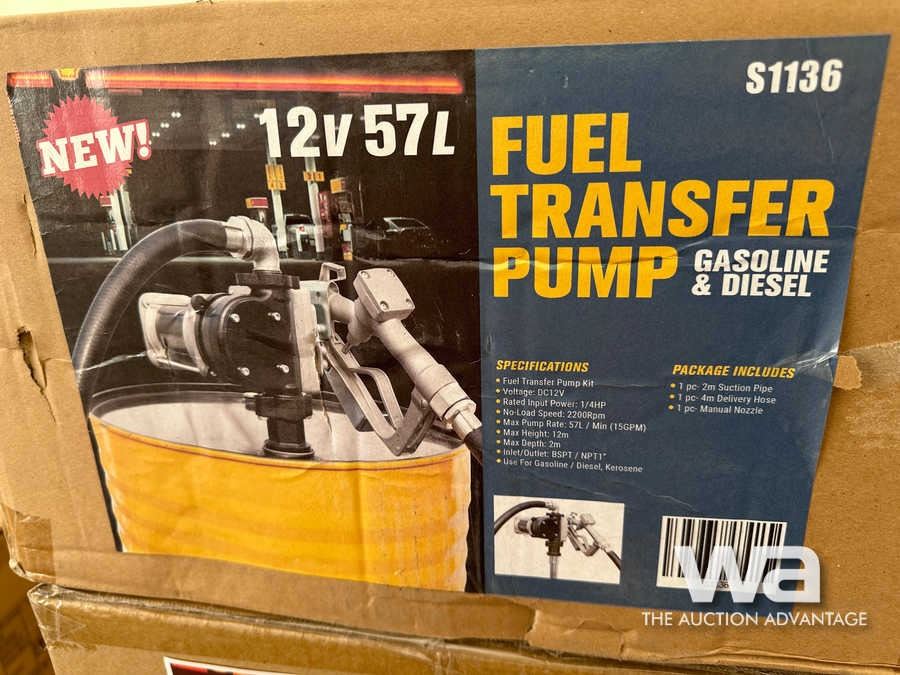 NEW!
12V 57L
S1136
FUEL
TRANSFER
PUMP GASOLINE
& DIESEL
SPECIFICATIONS
• Fuel Transfer Pump Kit
• Voltage: DC12V
• Rated Input Power: 1/4HP
• No-Load Speed: 2200Rpm
• Max Pump Rate: 57L / Min (15GPM)
• Max Height: 12m
• Max Depth: 2m
• Inlet/Outlet: BSPT / NPT1"
• Use For Gasoline / Diesel, Kerosene
PACKAGE INCLUDES
• 1 pc- 2m Suction Pipe
• 1 pc- 4m Delivery Hose
• 1 pc- Manual Nozzle
wa
THE AUCTION ADVANTAGE